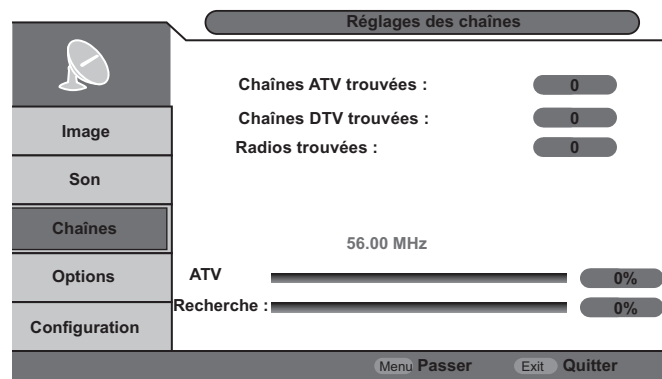 Réglages des chaînes
Chaînes ATV trouvées : 0
Chaînes DTV trouvées : 0
Radios trouvées : 0
Image
Son
Chaînes
Options
Configuration
56.00 MHz
ATV 0%
Recherche : 0%
Menu Passer Exit Quitter